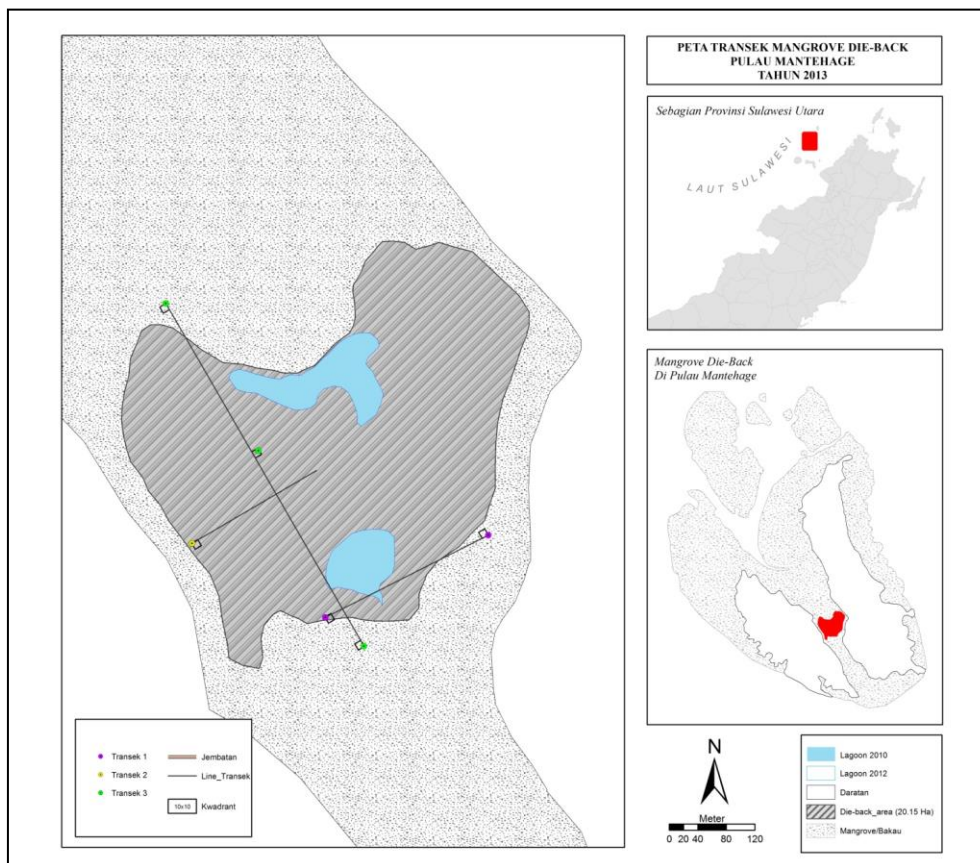 PETA TRANSEK MANGROVE DIE-BACK
PULAU MANTEHAGE
TAHUN 2013
Sebagian Provinsi Sulawesi Utara
LAUT SULAWESI
Mangrove Die-Back
Di Pulau Mantehage
Transek 1
Transek 2
Transek 3
Jembatan
Line_Transek
10x10 Kwadrant
N
Meter
0 20 40 80 120
Lagoon 2010
Lagoon 2012
Daratan
Die-back_area (20.15 Ha)
Mangrove/Bakau